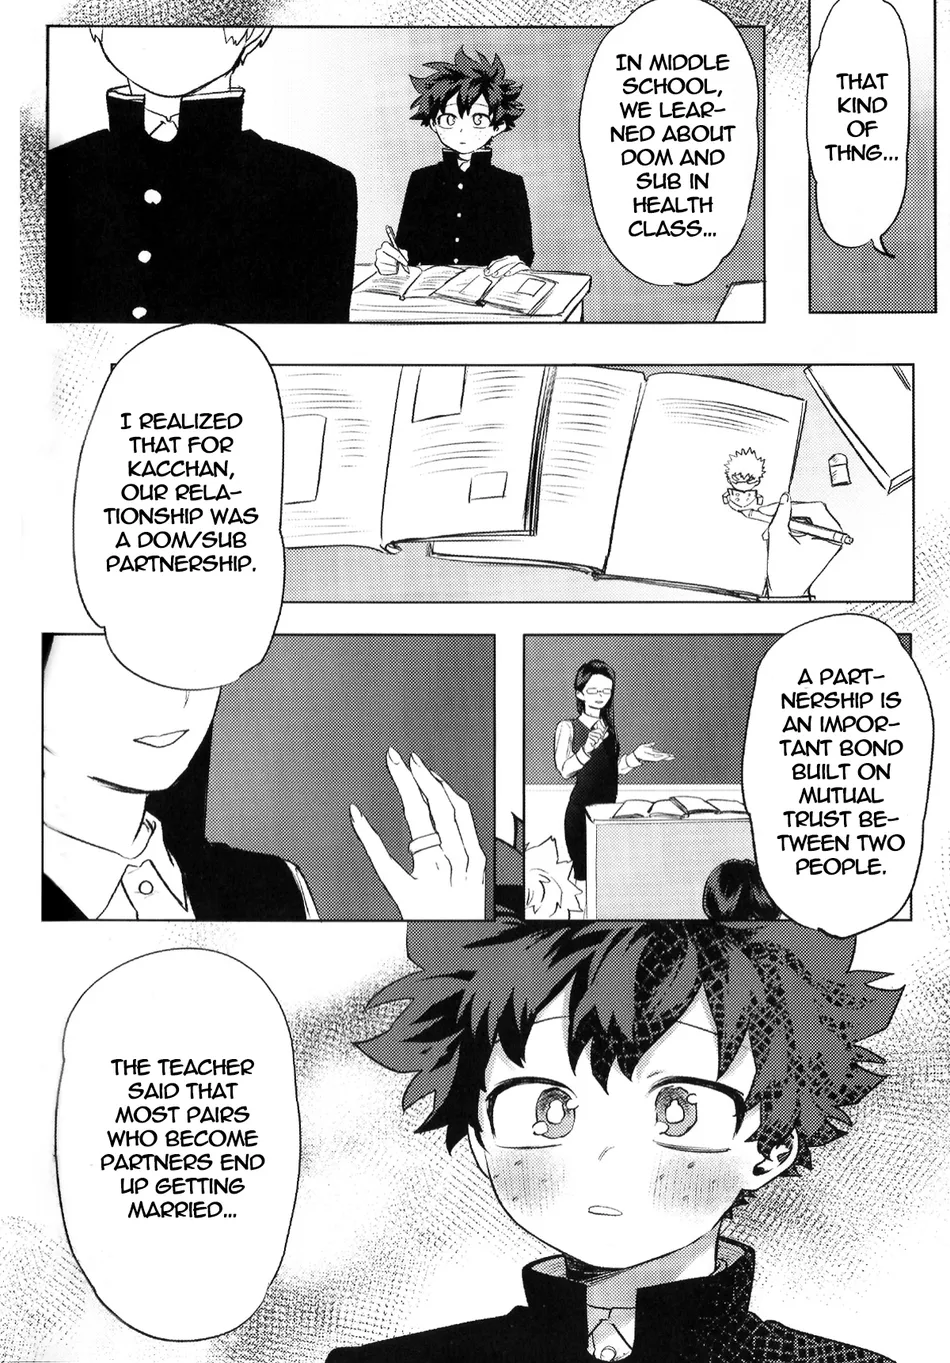 THAT
KIND
OF
THNG...
IN MIDDLE
SCHOOL,
WE LEAR-
NED ABOUT
DOM AND
SUB IN
HEALTH
CLASS...
I REALIZED
THAT FOR
KACCHAN,
OUR RELA-
TIONSHIP WAS
A DOM/SUB
PARTNERSHIP.
A PART-
NERSHIP IS
AN IMPOR-
TANT BOND
BUILT ON
MUTUAL
TRUST BE-
TWEEN TWO
PEOPLE.
THE TEACHER
SAID THAT
MOST PAIRS
WHO BECOME
PARTNERS END
UP GETTING
MARRIED...